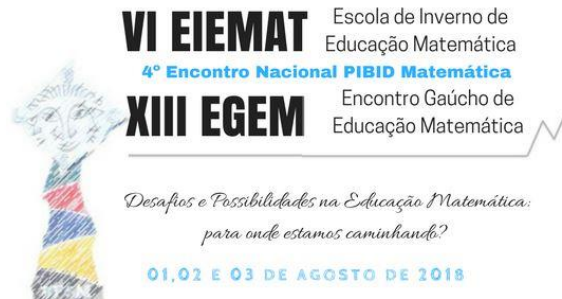 VI EIEMAT
Escola de Inverno de
Educação Matemática
4º Encontro Nacional PIBID Matemática
XIII EGEM
Encontro Gaúcho de
Educação Matemática
Desafios e Possibilidades na Educação Matemática:
para onde estamos caminhando?
01,02 E 03 DE AGOSTO DE 2018